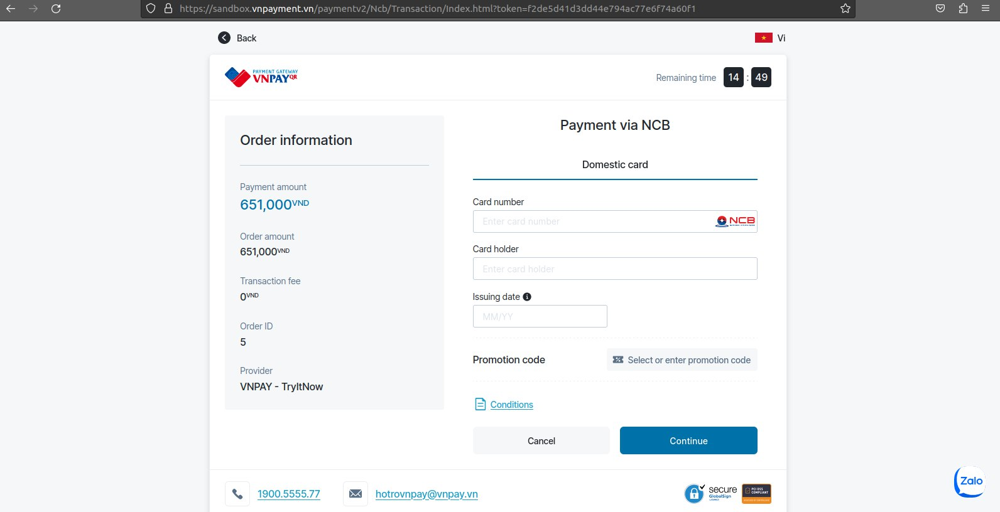 https://sandbox.vnpayment.vn/paymentv2/Ncb/Transaction/Index.html?token=f2de5d41d3dd44e794ac77e6f74a60f1
Back
Vi
PAYMENT GATEWAY
VNPAYQR
Remaining time 14 : 49
Order information
Payment amount
651,000VND
Order amount
651,000VND
Transaction fee
0VND
Order ID
5
Provider
VNPAY - TryItNow
Payment via NCB
Domestic card
Card number
Enter card number
NCB
Card holder
Enter card holder
Issuing date
MM/YY
Promotion code
Select or enter promotion code
Conditions
Cancel
Continue
1900.5555.77
hotrovnpay@vnpay.vn
secure
GlobalSign
PCI DSS
COMPLIANT
Zalo